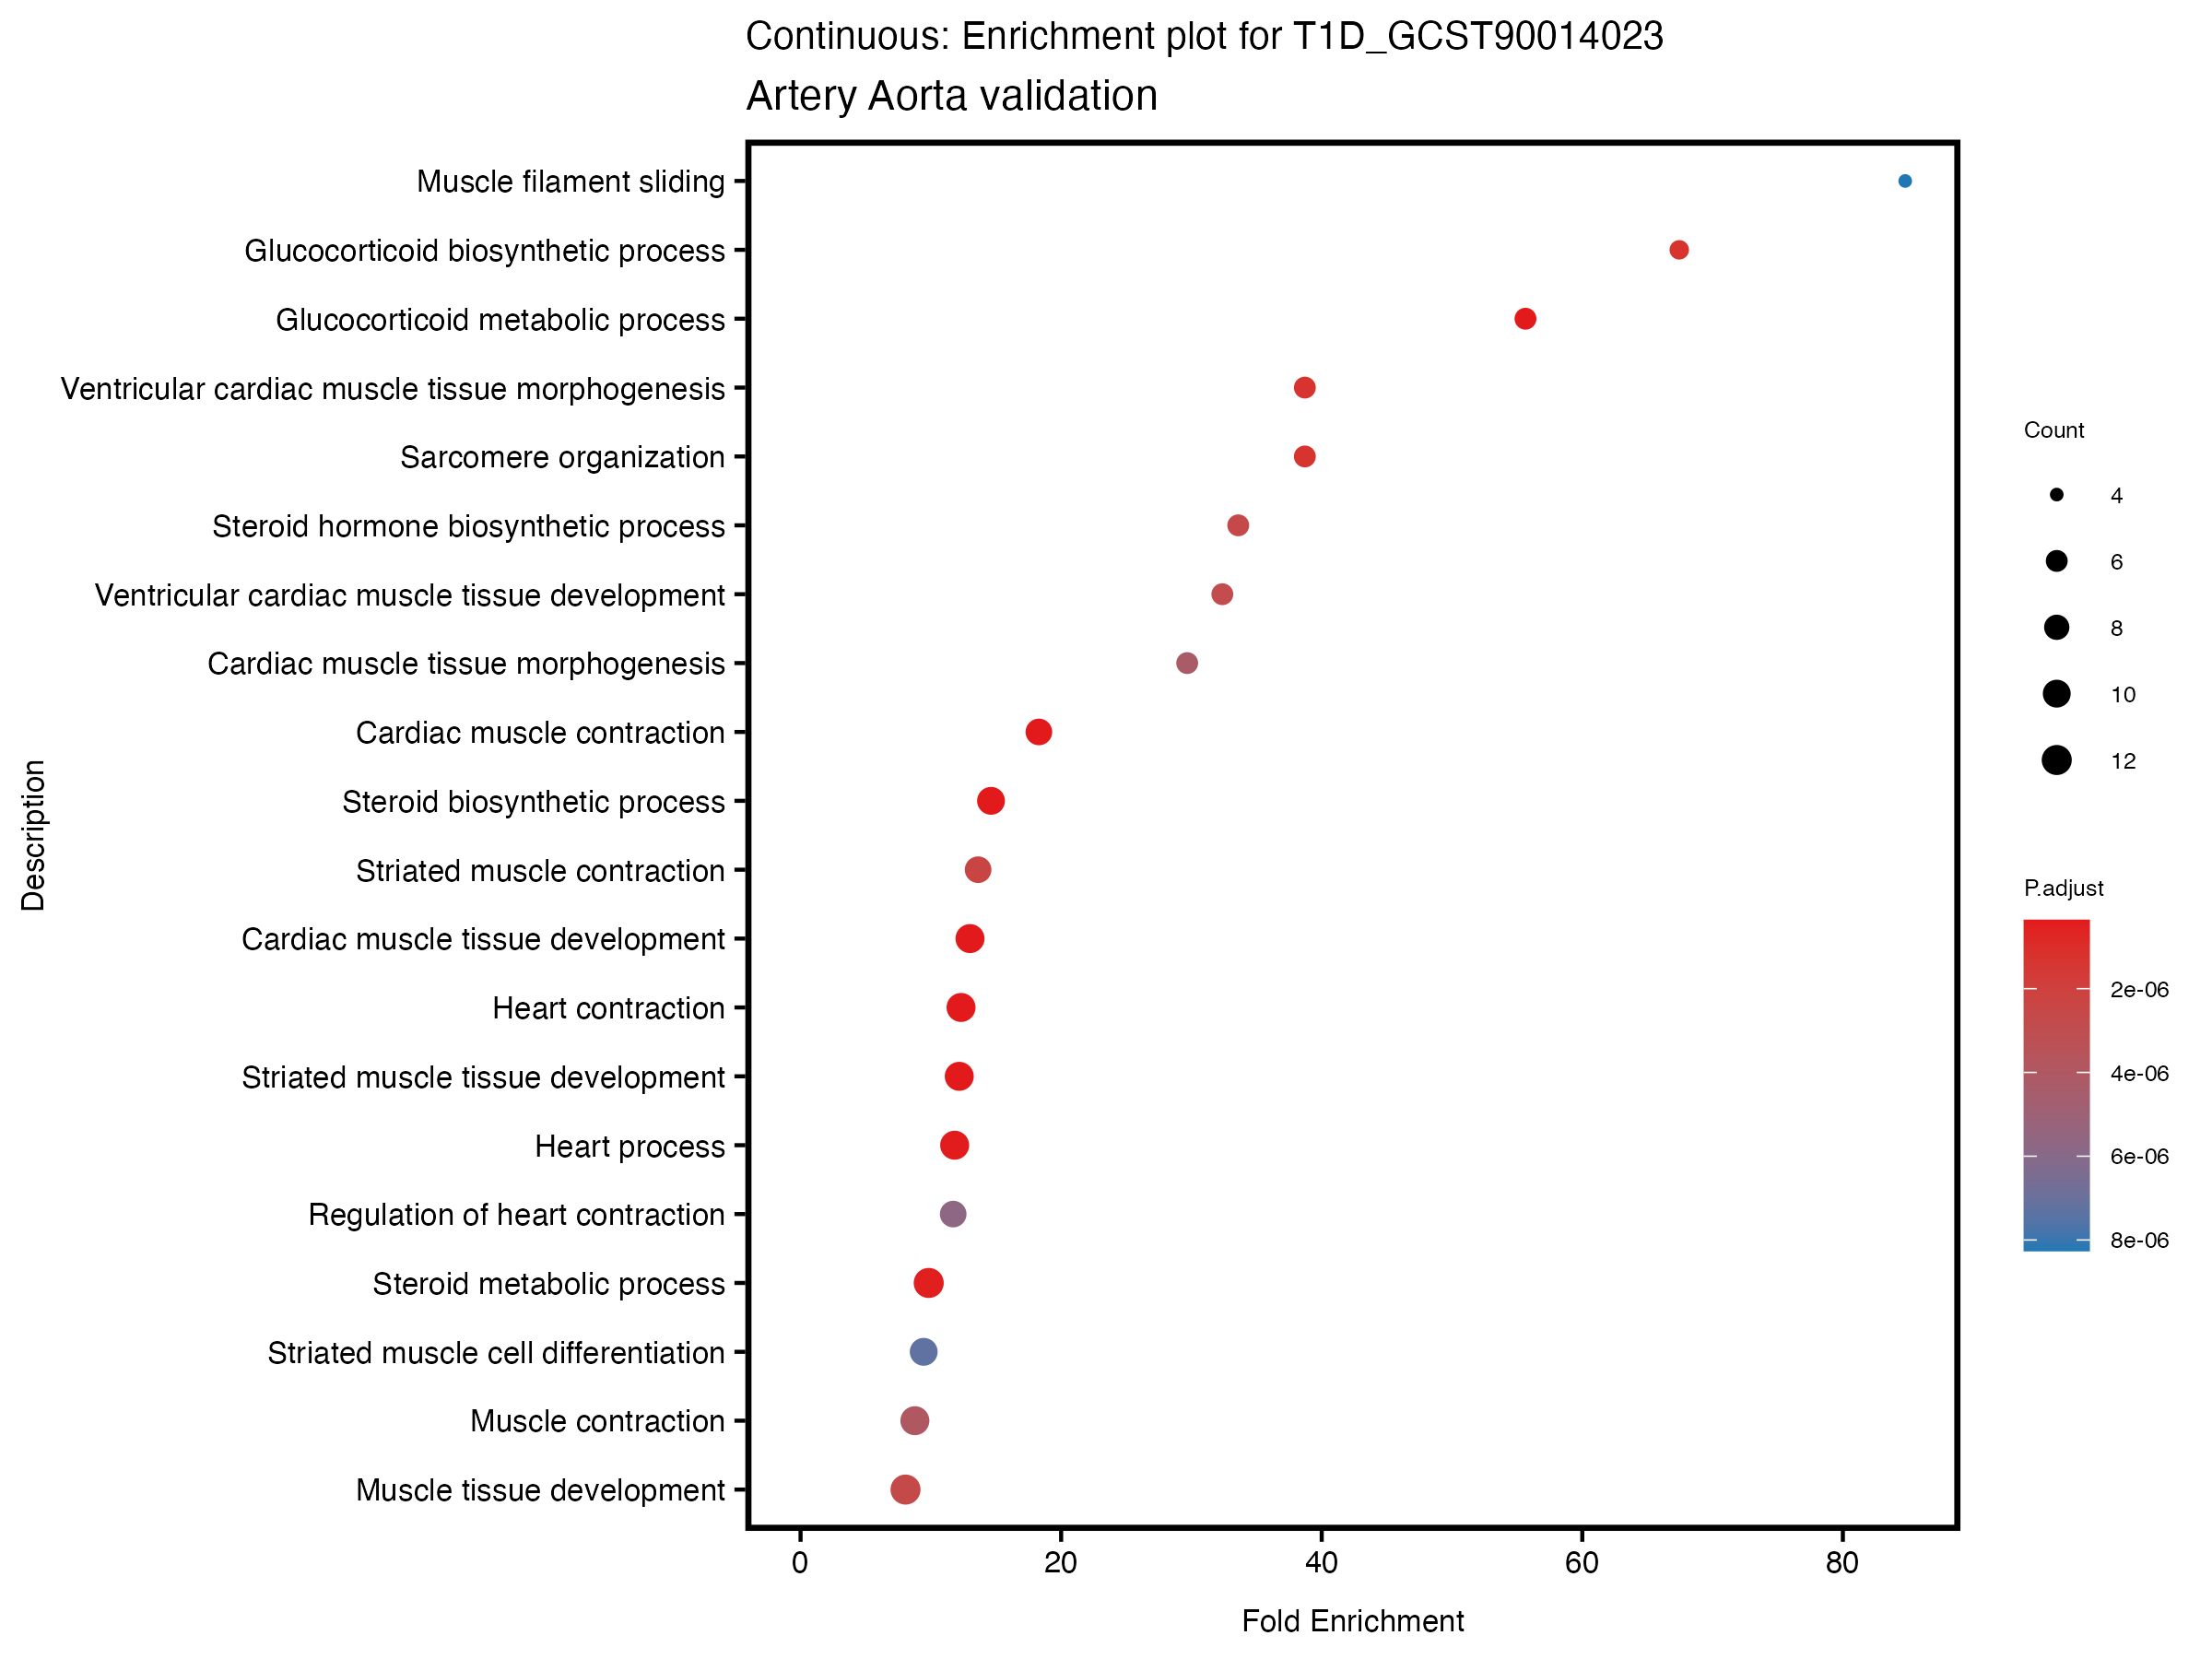 Continuous: Enrichment plot for T1D_GCST90014023
Artery Aorta validation
Muscle filament sliding
Glucocorticoid biosynthetic process
Glucocorticoid metabolic process
Ventricular cardiac muscle tissue morphogenesis
Sarcomere organization
Steroid hormone biosynthetic process
Ventricular cardiac muscle tissue development
Cardiac muscle tissue morphogenesis
Cardiac muscle contraction
Steroid biosynthetic process
Striated muscle contraction
Cardiac muscle tissue development
Heart contraction
Striated muscle tissue development
Heart process
Regulation of heart contraction
Steroid metabolic process
Striated muscle cell differentiation
Muscle contraction
Muscle tissue development
Description
0 20 40 60 80
Fold Enrichment
Count
4
6
8
10
12
P.adjust
2e-06
4e-06
6e-06
8e-06